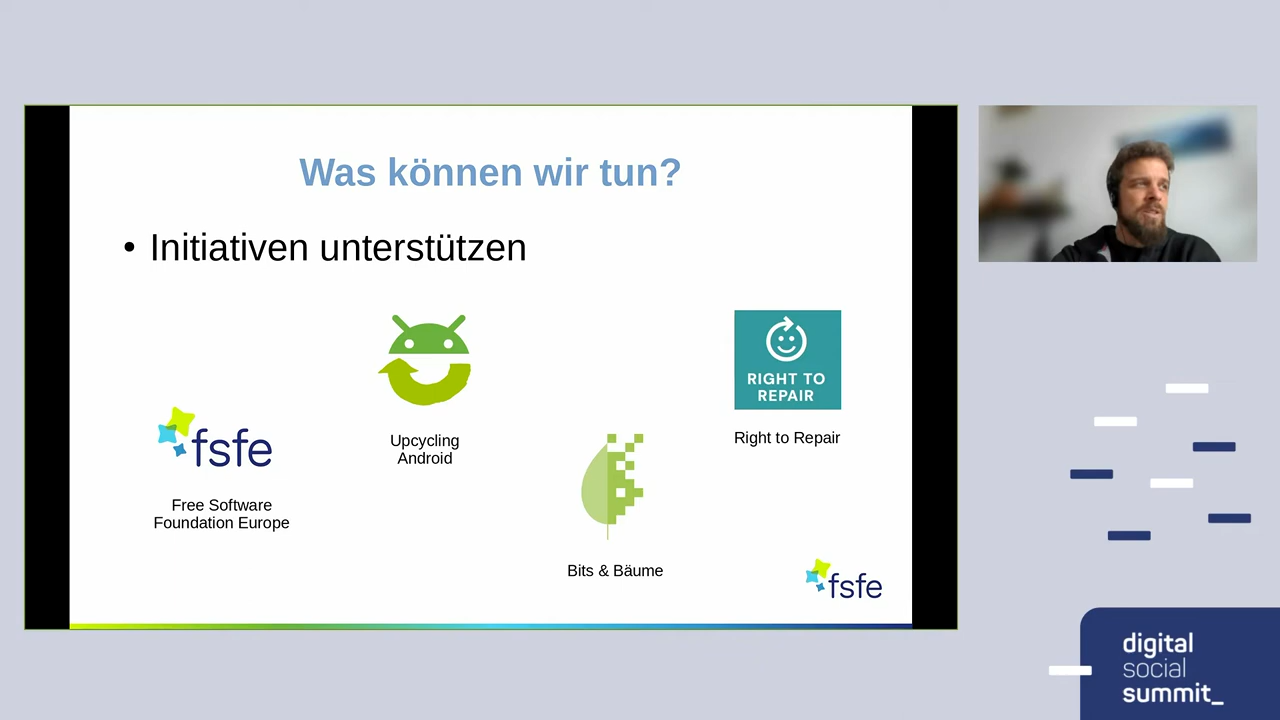 Was können wir tun?
• Initiativen unterstützen
fsfe
Free Software
Foundation Europe
Upcycling
Android
Bits & Bäume
RIGHT TO
REPAIR
Right to Repair
fsfe
digital
social
summit_